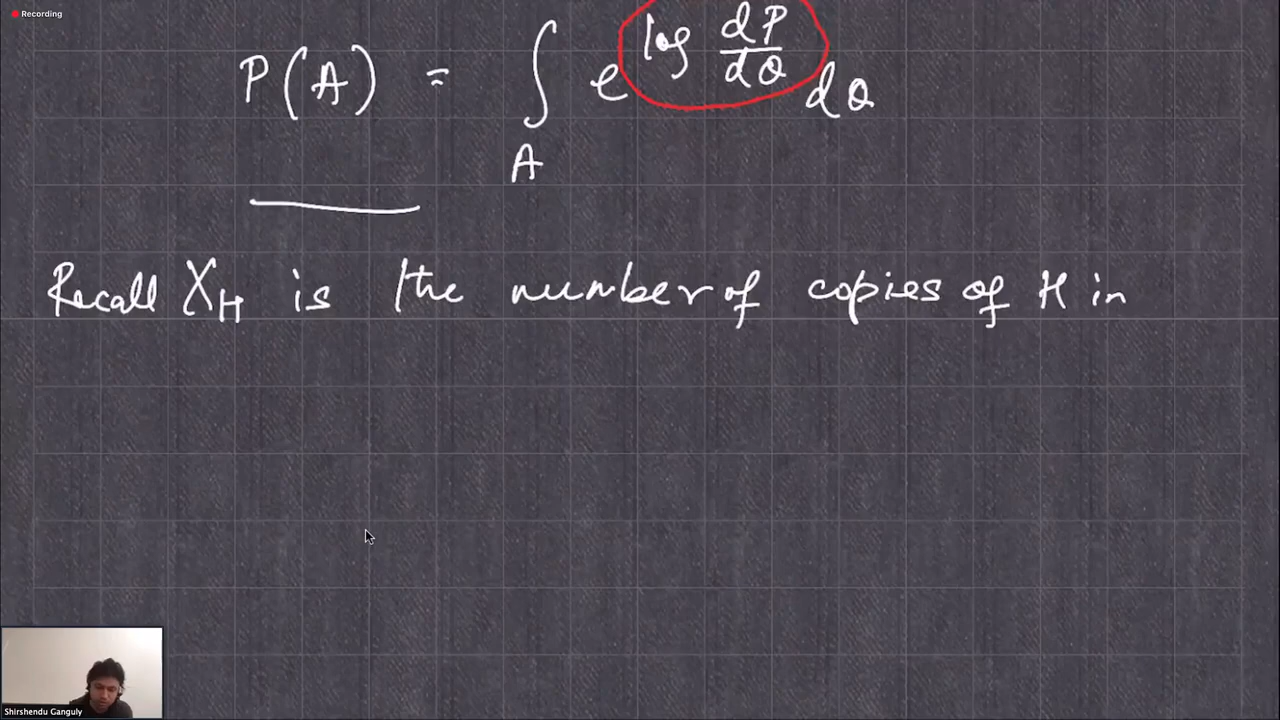 Recording
P(A) = ∫_A e^{log dP/dQ} dQ
Recall X_H is the number of copies of H in
Shirshendu Ganguly